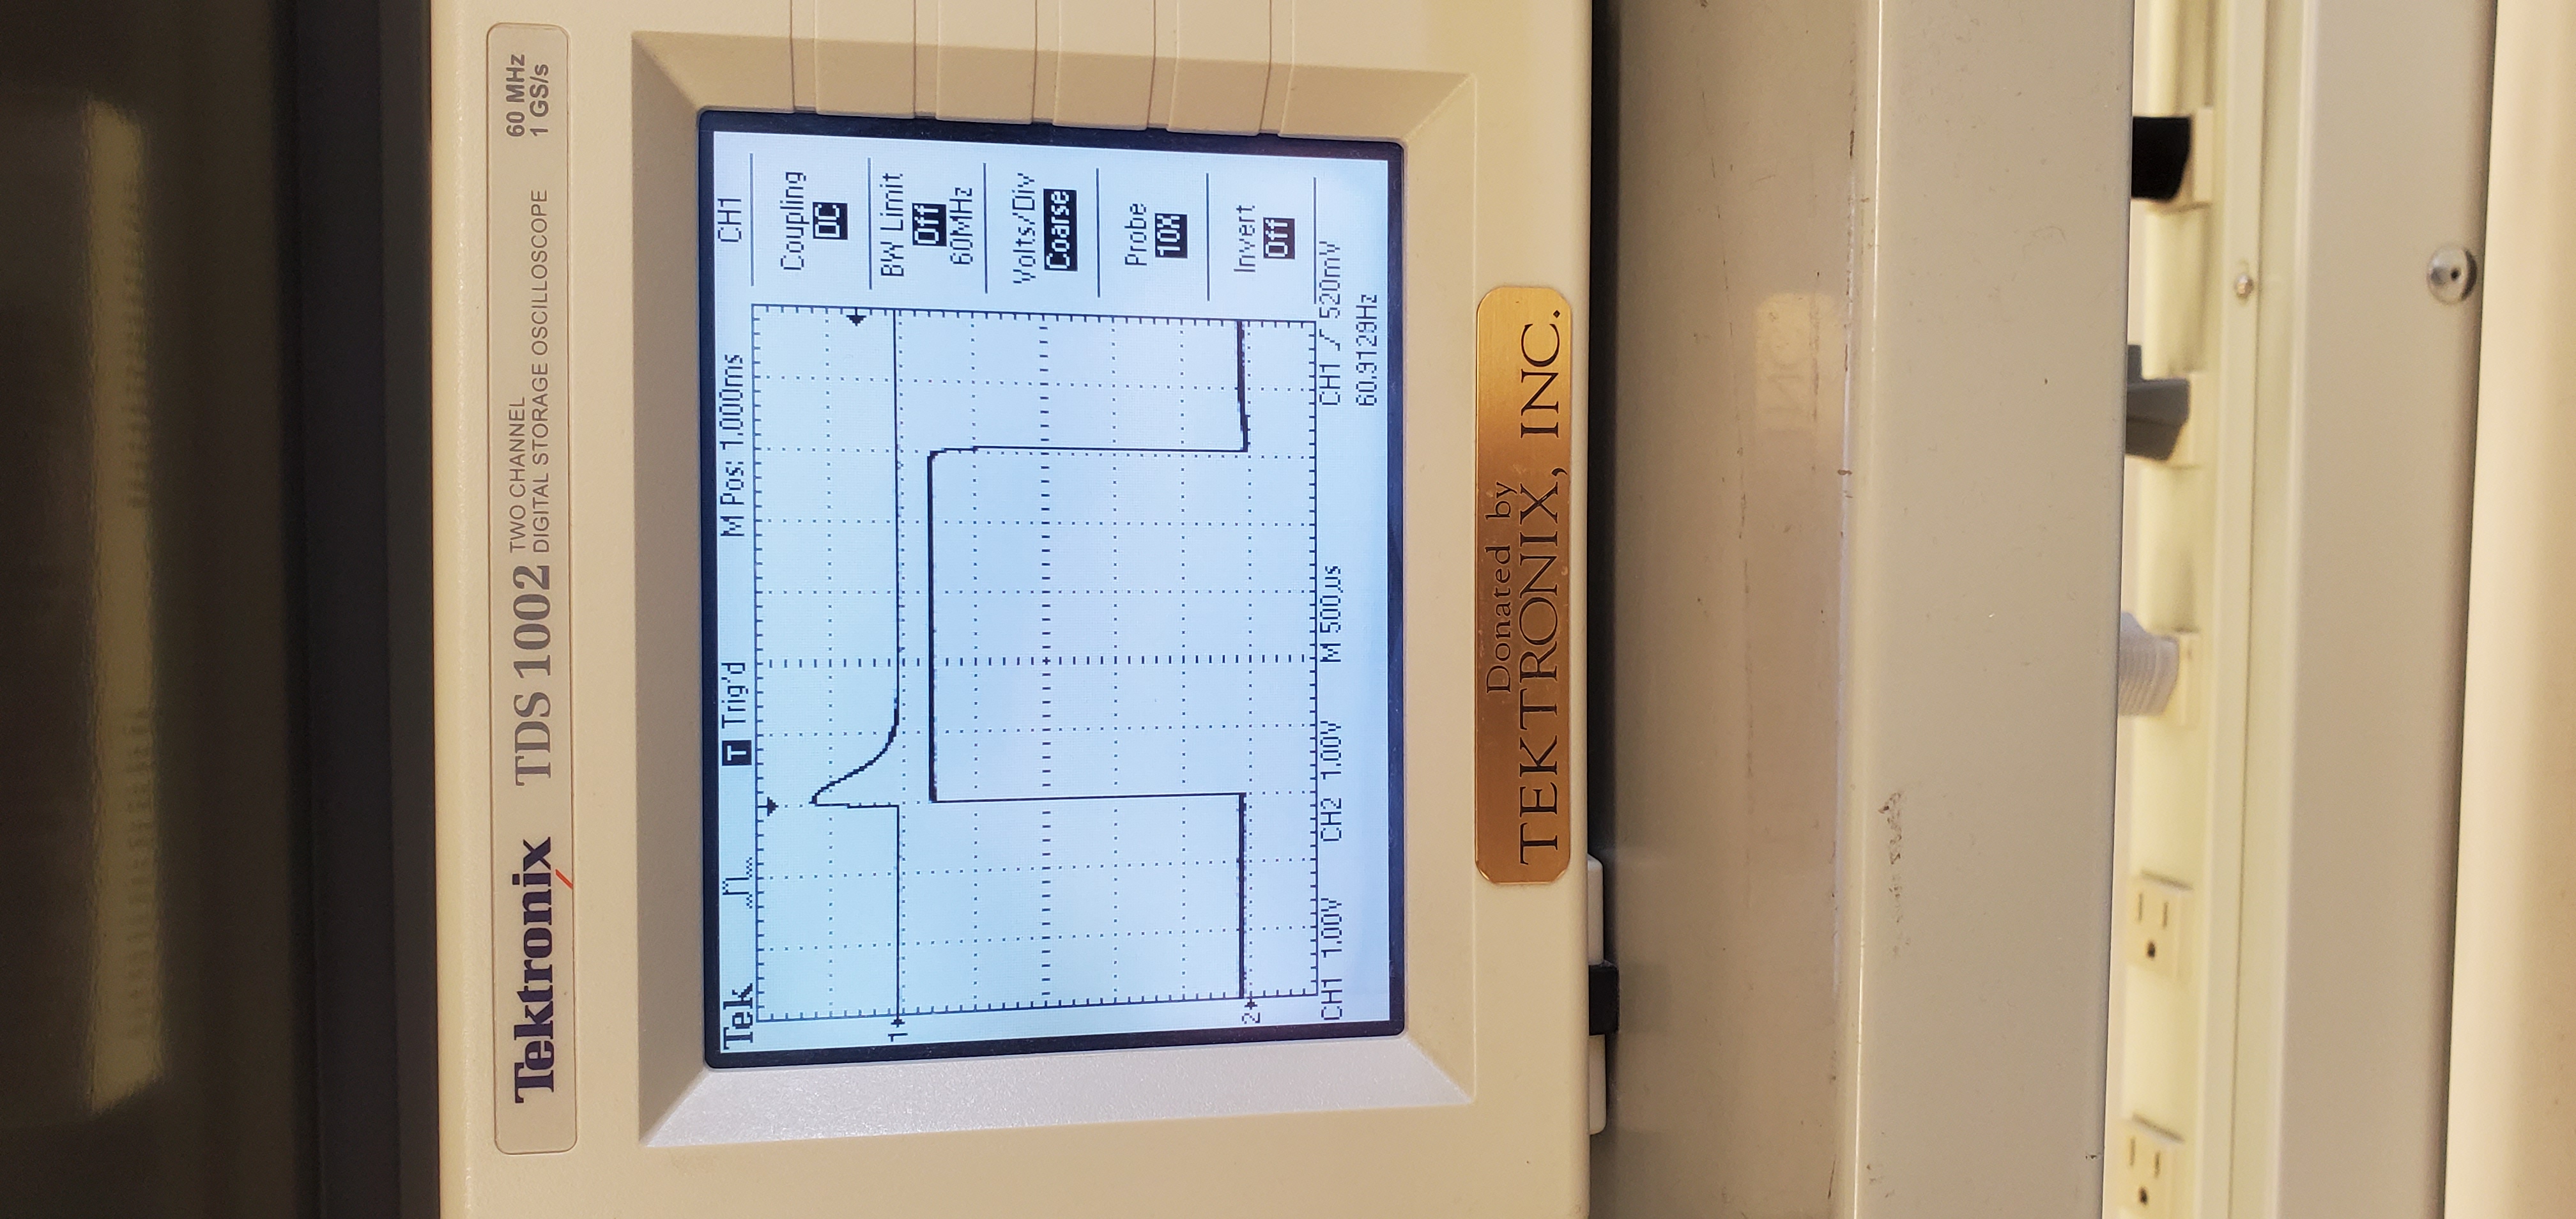 Tektronix TDS 1002 TWO CHANNEL DIGITAL STORAGE OSCILLOSCOPE 60 MHz 1 GS/s
Tek T Trig'd M Pos: 1.000ms CH1
Coupling
DC
BW Limit
Off
60MHz
Volts/Div
Coarse
Probe
10X
Invert
Off
1
2
CH1 1.00V CH2 1.00V M 500µs CH1 520mV
60.9129Hz
Donated by
TEKTRONIX, INC.